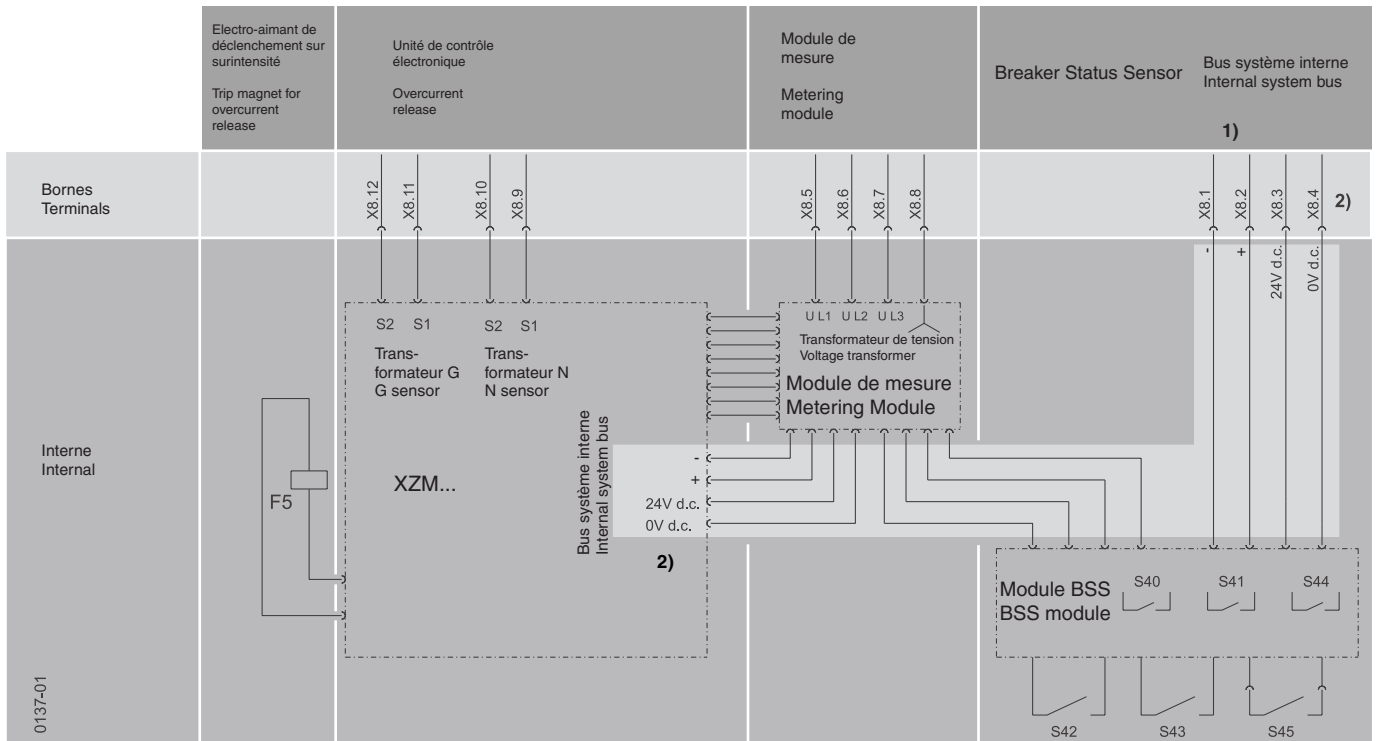 Electro-aimant de
déclenchement sur
surintensité
Trip magnet for
overcurrent
release
Unité de contrôle
électronique
Overcurrent
release
Module de
mesure
Metering
module
Breaker Status Sensor
Bus système interne
Internal system bus
1)
Bornes
Terminals
X8.12
X8.11
X8.10
X8.9
X8.5
X8.6
X8.7
X8.8
X8.1
X8.2
X8.3
X8.4
2)
-
+
24V d.c.
0V d.c.
S2 S1
S2 S1
Trans-
formateur G
G sensor
Trans-
formateur N
N sensor
U L1 U L2 U L3
Transformateur de tension
Voltage transformer
Module de mesure
Metering Module
Interne
Internal
F5
XZM...
Bus système interne
Internal system bus
-
+
24V d.c.
0V d.c.
2)
Module BSS
BSS module
S40
S41
S44
S42
S43
S45
0137-01